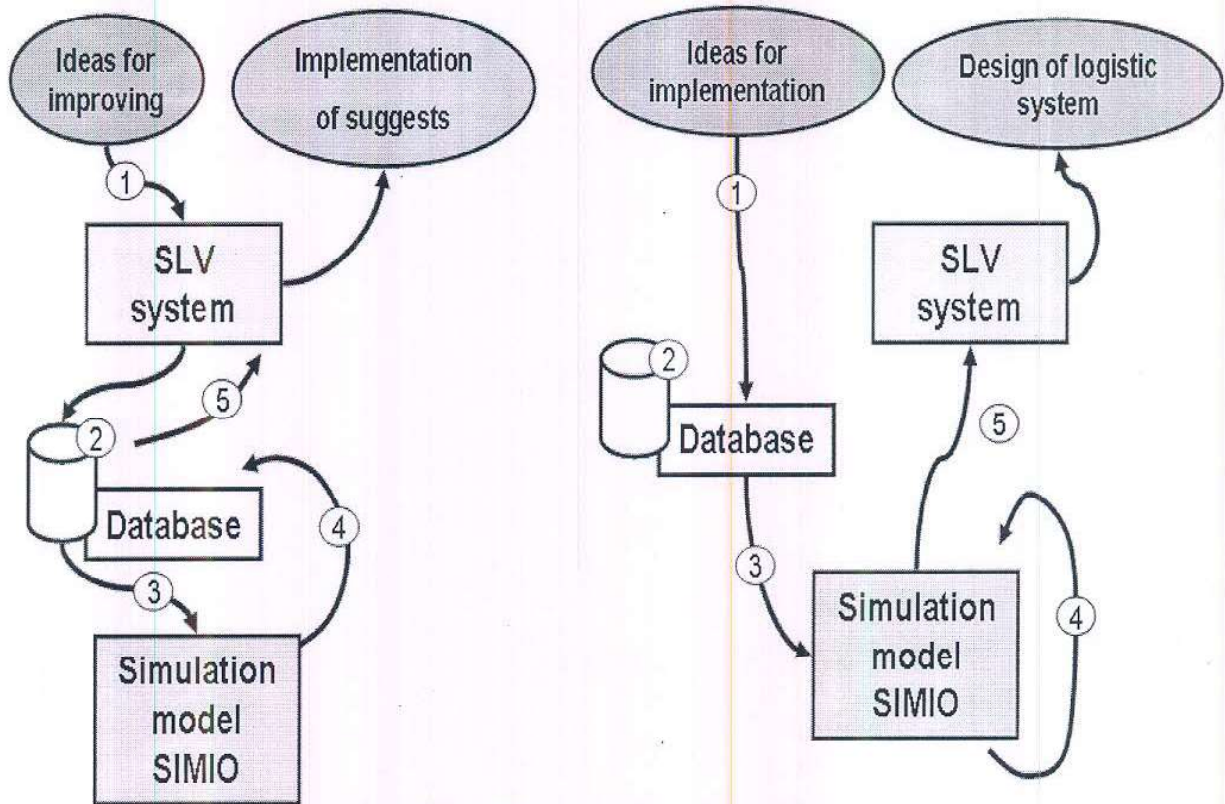 Ideas for
improving
Implementation
of suggests
1
SLV
system
5
2
Database
4
3
Simulation
model
SIMIO
Ideas for
implementation
Design of logistic
system
1
SLV
system
2
Database
5
3
Simulation
model
SIMIO
4